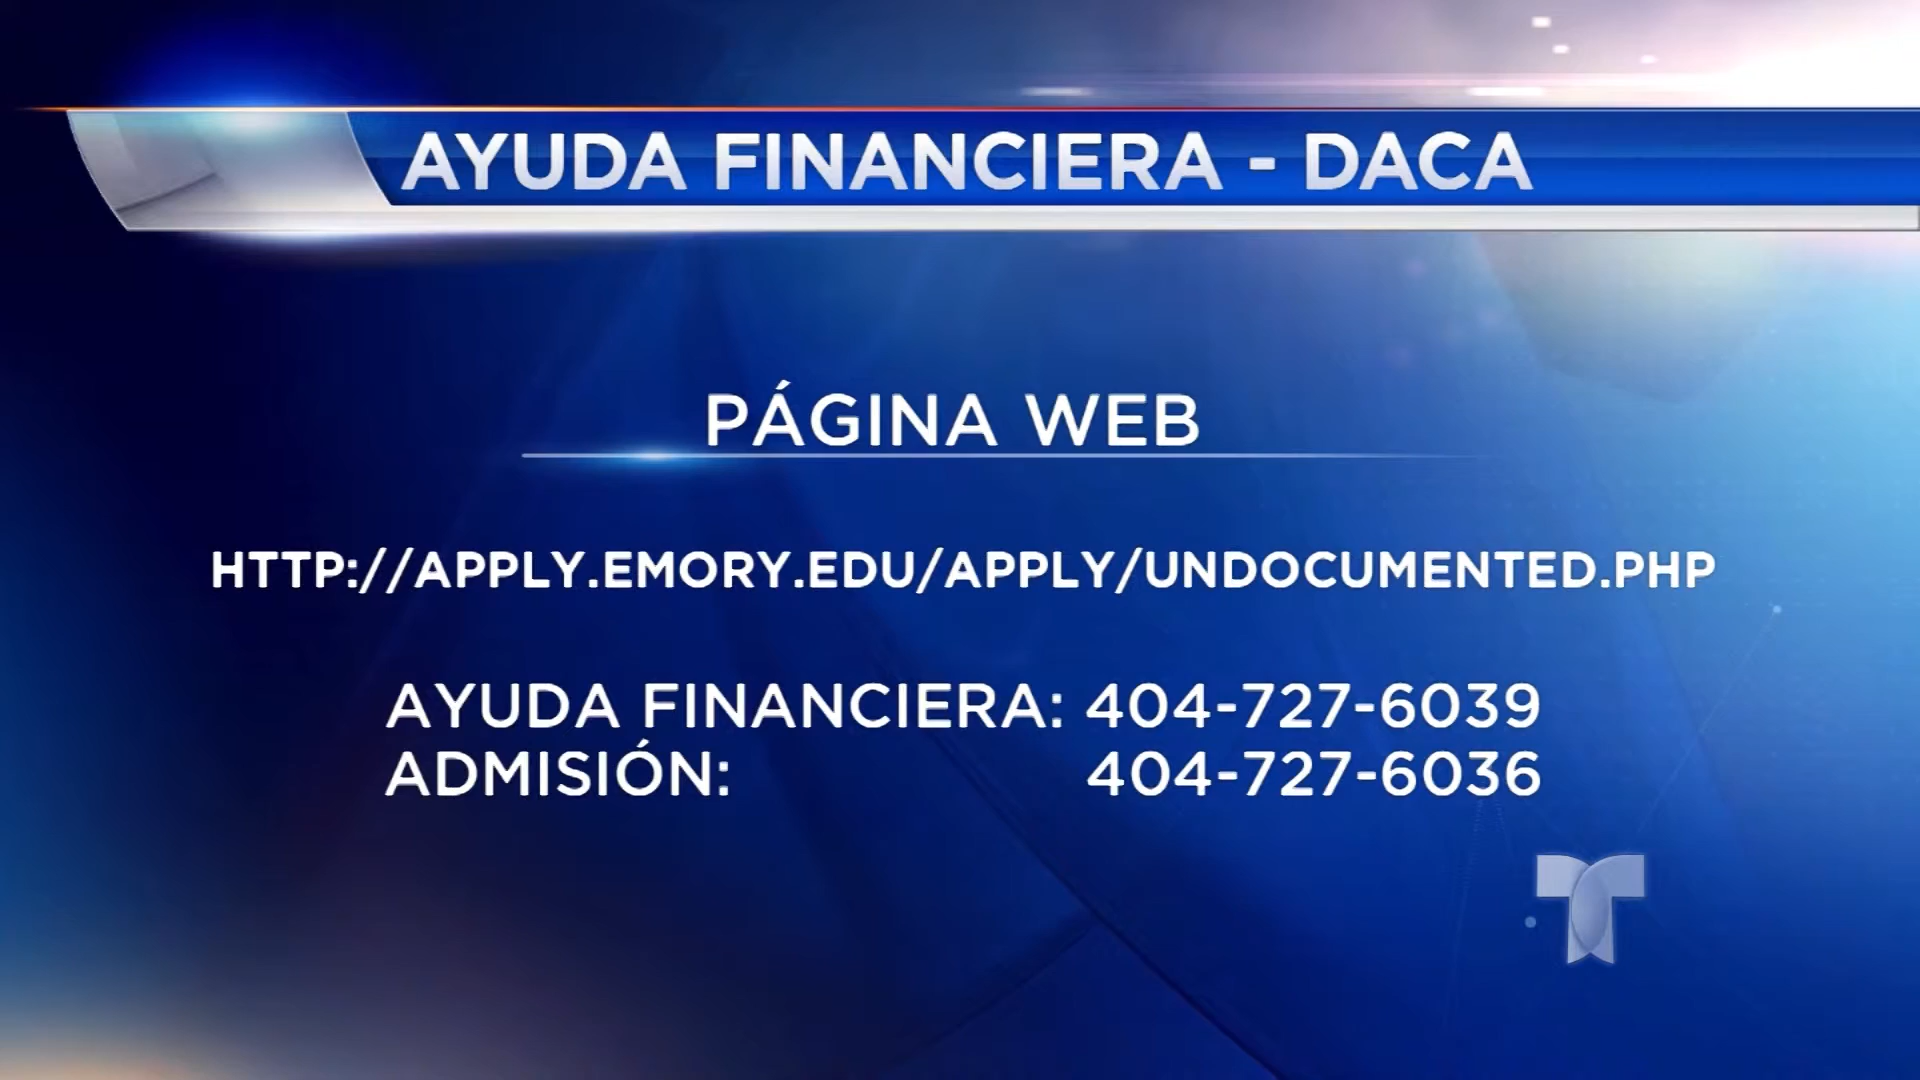 AYUDA FINANCIERA - DACA
PÁGINA WEB
HTTP://APPLY.EMORY.EDU/APPLY/UNDOCUMENTED.PHP
AYUDA FINANCIERA: 404-727-6039
ADMISIÓN: 404-727-6036